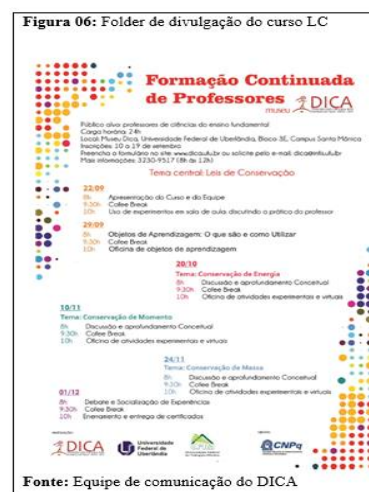 Figura 06: Folder de divulgação do curso LC
Formação Continuada
de Professores
museu DICA
Público alvo: professores de ciências do ensino fundamental
Carga horária: 24h
Local: Museu Dica, Universidade Federal de Uberlândia, Bloco 3E, Campus Santa Mônica
Inscrições: 10 a 19 de setembro
Preencha o formulário no site: www.dica.ufu.br ou solicite pelo e-mail: dica@infis.ufu.br
Mais informações: 3230-9517 (8h às 12h)
Tema central: Leis de Conservação
22/09
8h Apresentação do Curso e da Equipe
9:30h Cofee Break
10h Uso de experimentos em sala de aula: discutindo a prática do professor
29/09
8h Objetos de Aprendizagem: O que são e como Utilizar
9:30h Cofee Break
10h Oficina de objetos de aprendizagem
20/10
Tema: Conservação de Energia
8h Discussão e aprofundamento Conceitual
9:30h Cofee Break
10h Oficina de atividades experimentais e virtuais
10/11
Tema: Conservação de Momento
8h Discussão e aprofundamento Conceitual
9:30h Cofee Break
10h Oficina de atividades experimentais e virtuais
24/11
Tema: Conservação de Massa
8h Discussão e aprofundamento Conceitual
9:30h Cofee Break
10h Oficina de atividades experimentais e virtuais
01/12
8h Debate e Socialização de Experiências
9:30h Cofee Break
10h Encerramento e entrega de certificados
DICA
Universidade
Federal de
Uberlândia
CNPq
Fonte: Equipe de comunicação do DICA